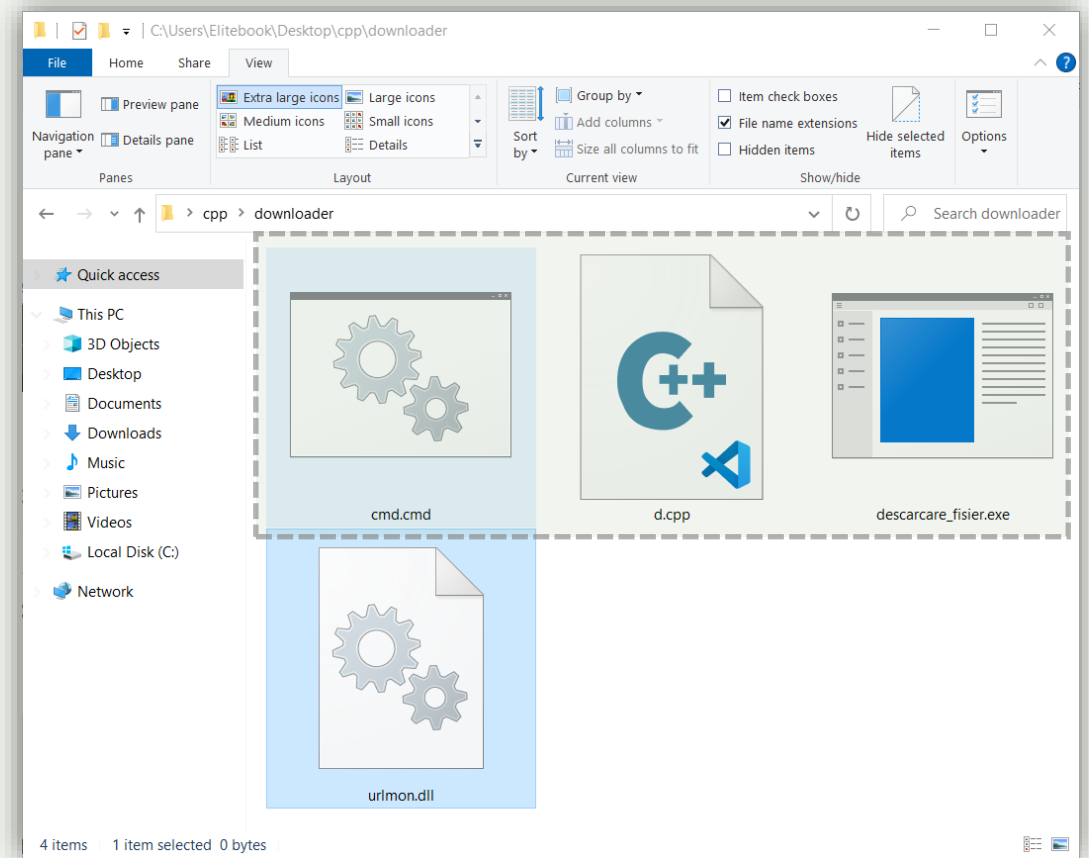 C:\Users\Elitebook\Desktop\cpp\downloader
File Home Share View
Navigation pane
Preview pane
Details pane
Panes
Extra large icons Large icons
Medium icons Small icons
List Details
Layout
Sort by
Group by
Add columns
Size all columns to fit
Current view
Item check boxes
File name extensions
Hidden items
Hide selected items
Show/hide
Options
cpp > downloader
Search downloader
Quick access
This PC
3D Objects
Desktop
Documents
Downloads
Music
Pictures
Videos
Local Disk (C:)
Network
C++
cmd.cmd d.cpp descarcare_fisier.exe
urlmon.dll
4 items 1 item selected 0 bytes